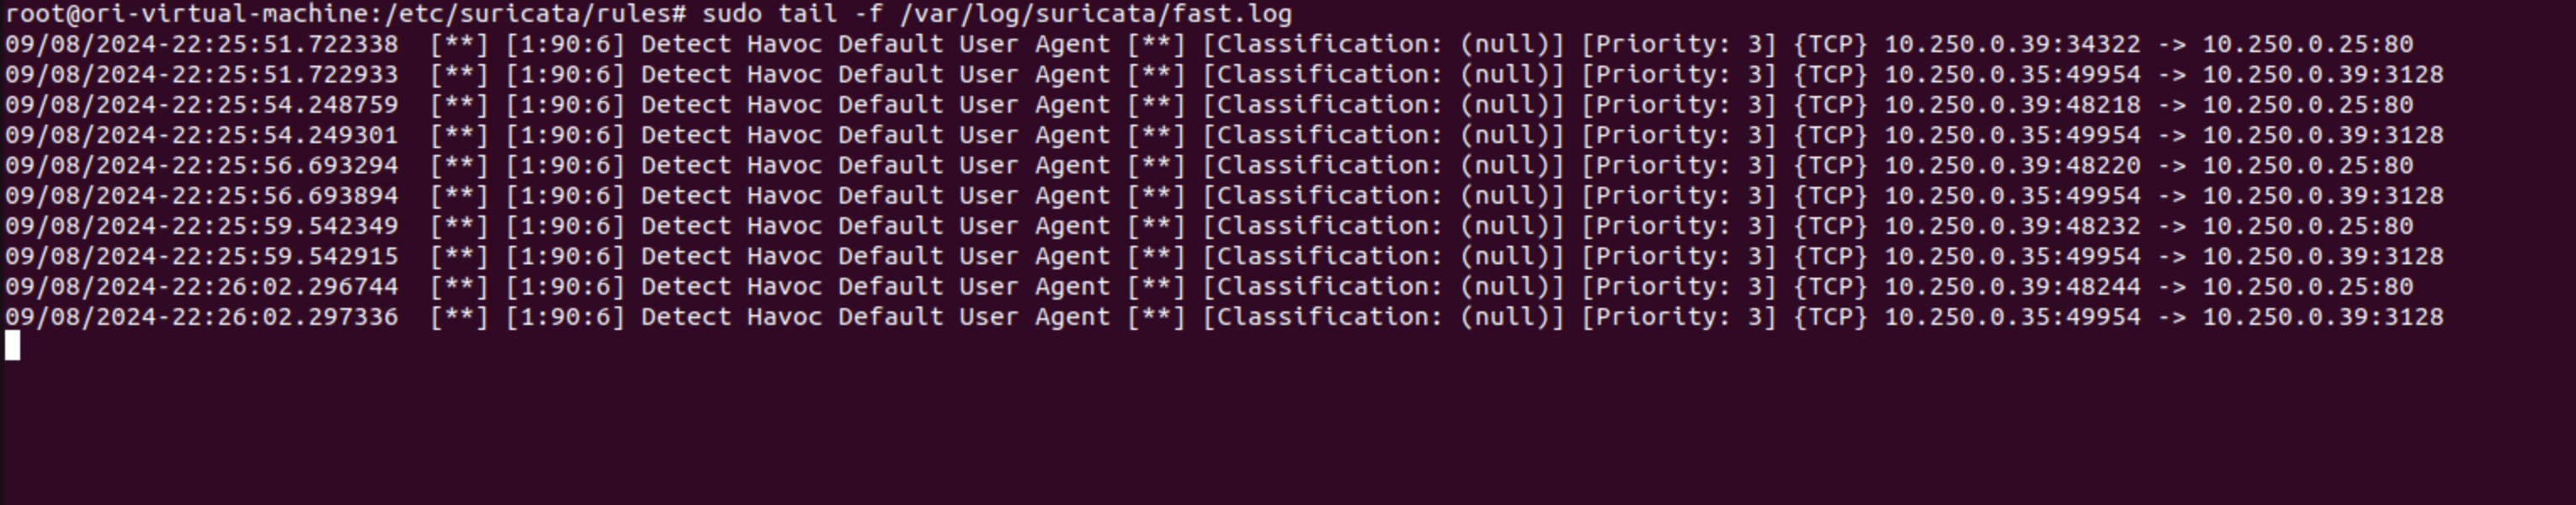 root@ori-virtual-machine:/etc/suricata/rules# sudo tail -f /var/log/suricata/fast.log
09/08/2024-22:25:51.722338  [**] [1:90:6] Detect Havoc Default User Agent [**] [Classification: (null)] [Priority: 3] {TCP} 10.250.0.39:34322 -> 10.250.0.25:80
09/08/2024-22:25:51.722933  [**] [1:90:6] Detect Havoc Default User Agent [**] [Classification: (null)] [Priority: 3] {TCP} 10.250.0.35:49954 -> 10.250.0.39:3128
09/08/2024-22:25:54.248759  [**] [1:90:6] Detect Havoc Default User Agent [**] [Classification: (null)] [Priority: 3] {TCP} 10.250.0.39:48218 -> 10.250.0.25:80
09/08/2024-22:25:54.249301  [**] [1:90:6] Detect Havoc Default User Agent [**] [Classification: (null)] [Priority: 3] {TCP} 10.250.0.35:49954 -> 10.250.0.39:3128
09/08/2024-22:25:56.693294  [**] [1:90:6] Detect Havoc Default User Agent [**] [Classification: (null)] [Priority: 3] {TCP} 10.250.0.39:48220 -> 10.250.0.25:80
09/08/2024-22:25:56.693894  [**] [1:90:6] Detect Havoc Default User Agent [**] [Classification: (null)] [Priority: 3] {TCP} 10.250.0.35:49954 -> 10.250.0.39:3128
09/08/2024-22:25:59.542349  [**] [1:90:6] Detect Havoc Default User Agent [**] [Classification: (null)] [Priority: 3] {TCP} 10.250.0.39:48232 -> 10.250.0.25:80
09/08/2024-22:25:59.542915  [**] [1:90:6] Detect Havoc Default User Agent [**] [Classification: (null)] [Priority: 3] {TCP} 10.250.0.35:49954 -> 10.250.0.39:3128
09/08/2024-22:26:02.296744  [**] [1:90:6] Detect Havoc Default User Agent [**] [Classification: (null)] [Priority: 3] {TCP} 10.250.0.39:48244 -> 10.250.0.25:80
09/08/2024-22:26:02.297336  [**] [1:90:6] Detect Havoc Default User Agent [**] [Classification: (null)] [Priority: 3] {TCP} 10.250.0.35:49954 -> 10.250.0.39:3128